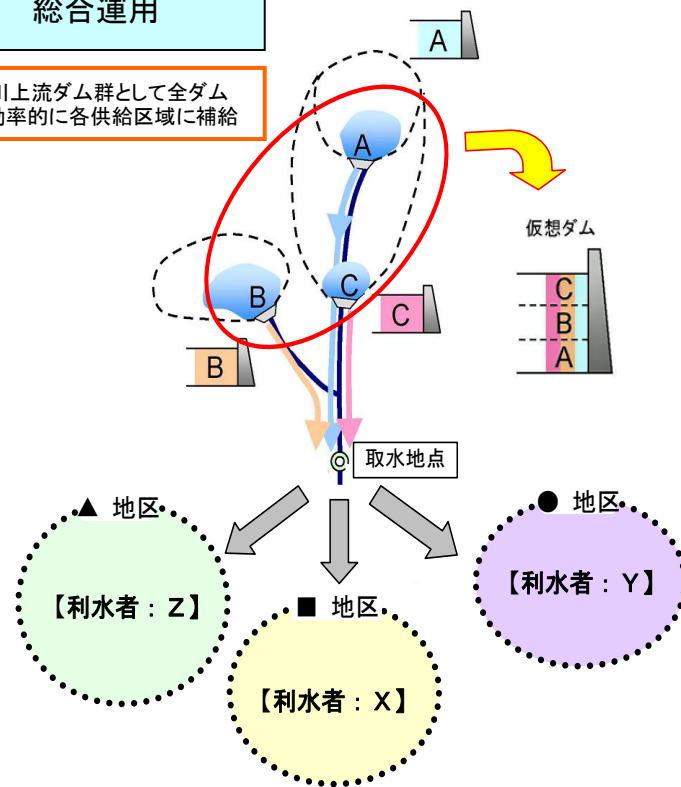 総合運用
川上流ダム群として全ダム
効率的に各供給区域に補給
A
A
仮想ダム
B
C
C
C
B
A
B
取水地点
▲ 地区
【利水者：Ｚ】
■ 地区
【利水者：Ｘ】
● 地区
【利水者：Ｙ】